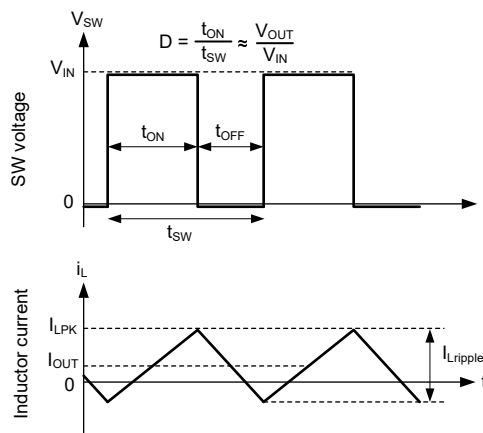 V_SW
D = t_ON / t_SW ≈ V_OUT / V_IN
V_IN
SW voltage
t_ON
t_OFF
0
t_SW
i_L
Inductor current
I_LPK
I_OUT
I_Lripple
0
t